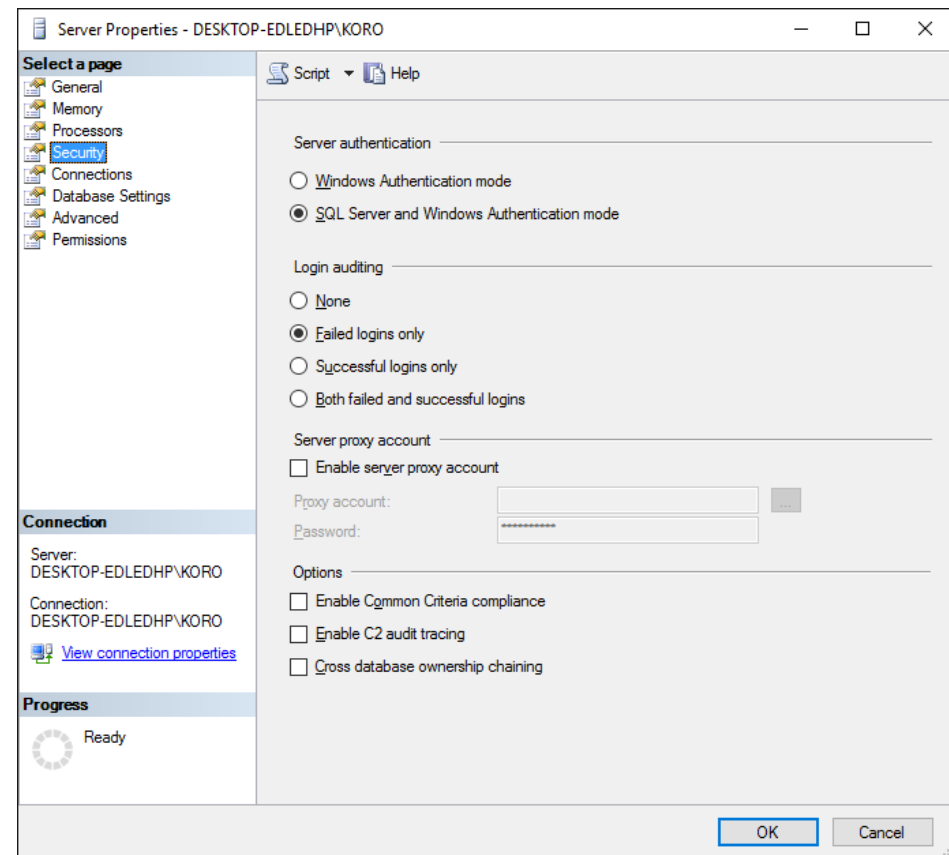 Server Properties - DESKTOP-EDLEDHP\KORO
Select a page
General
Memory
Processors
Security
Connections
Database Settings
Advanced
Permissions
Connection
Server:
DESKTOP-EDLEDHP\KORO
Connection:
DESKTOP-EDLEDHP\KORO
View connection properties
Progress
Ready
Script
Help
Server authentication
Windows Authentication mode
SQL Server and Windows Authentication mode
Login auditing
None
Failed logins only
Successful logins only
Both failed and successful logins
Server proxy account
Enable server proxy account
Proxy account:
...
Password:
**********
Options
Enable Common Criteria compliance
Enable C2 audit tracing
Cross database ownership chaining
OK
Cancel